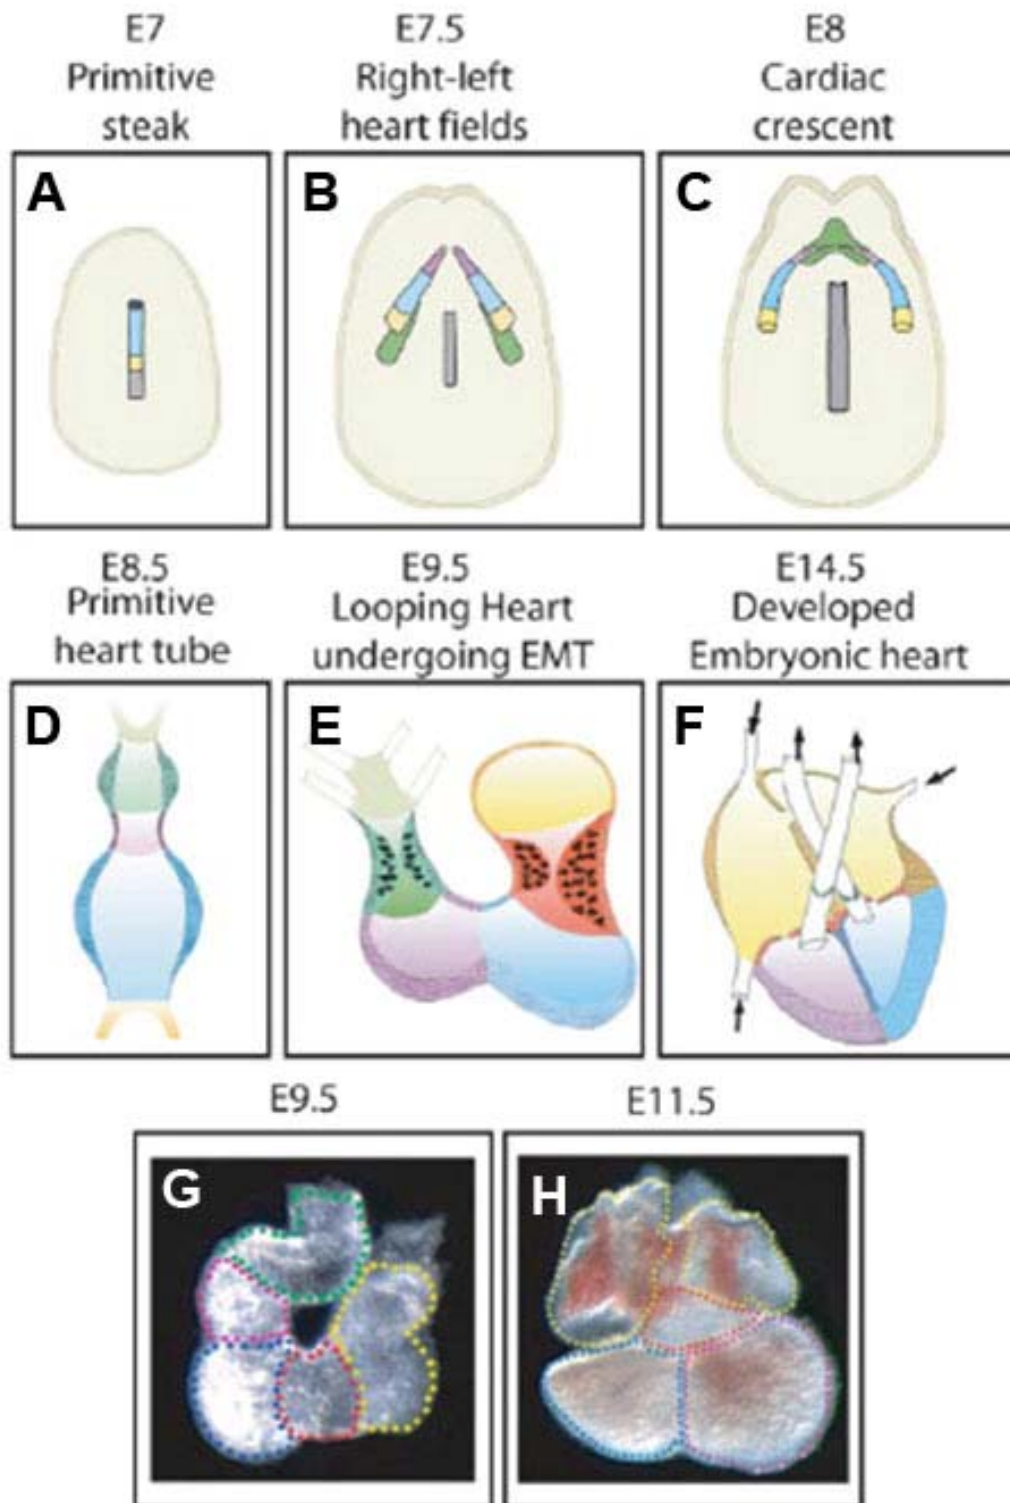 E7
Primitive
steak
E7.5
Right-left
heart fields
E8
Cardiac
crescent
A
B
C
E8.5
Primitive
heart tube
E9.5
Looping Heart
undergoing EMT
E14.5
Developed
Embryonic heart
D
E
F
E9.5
E11.5
G
H